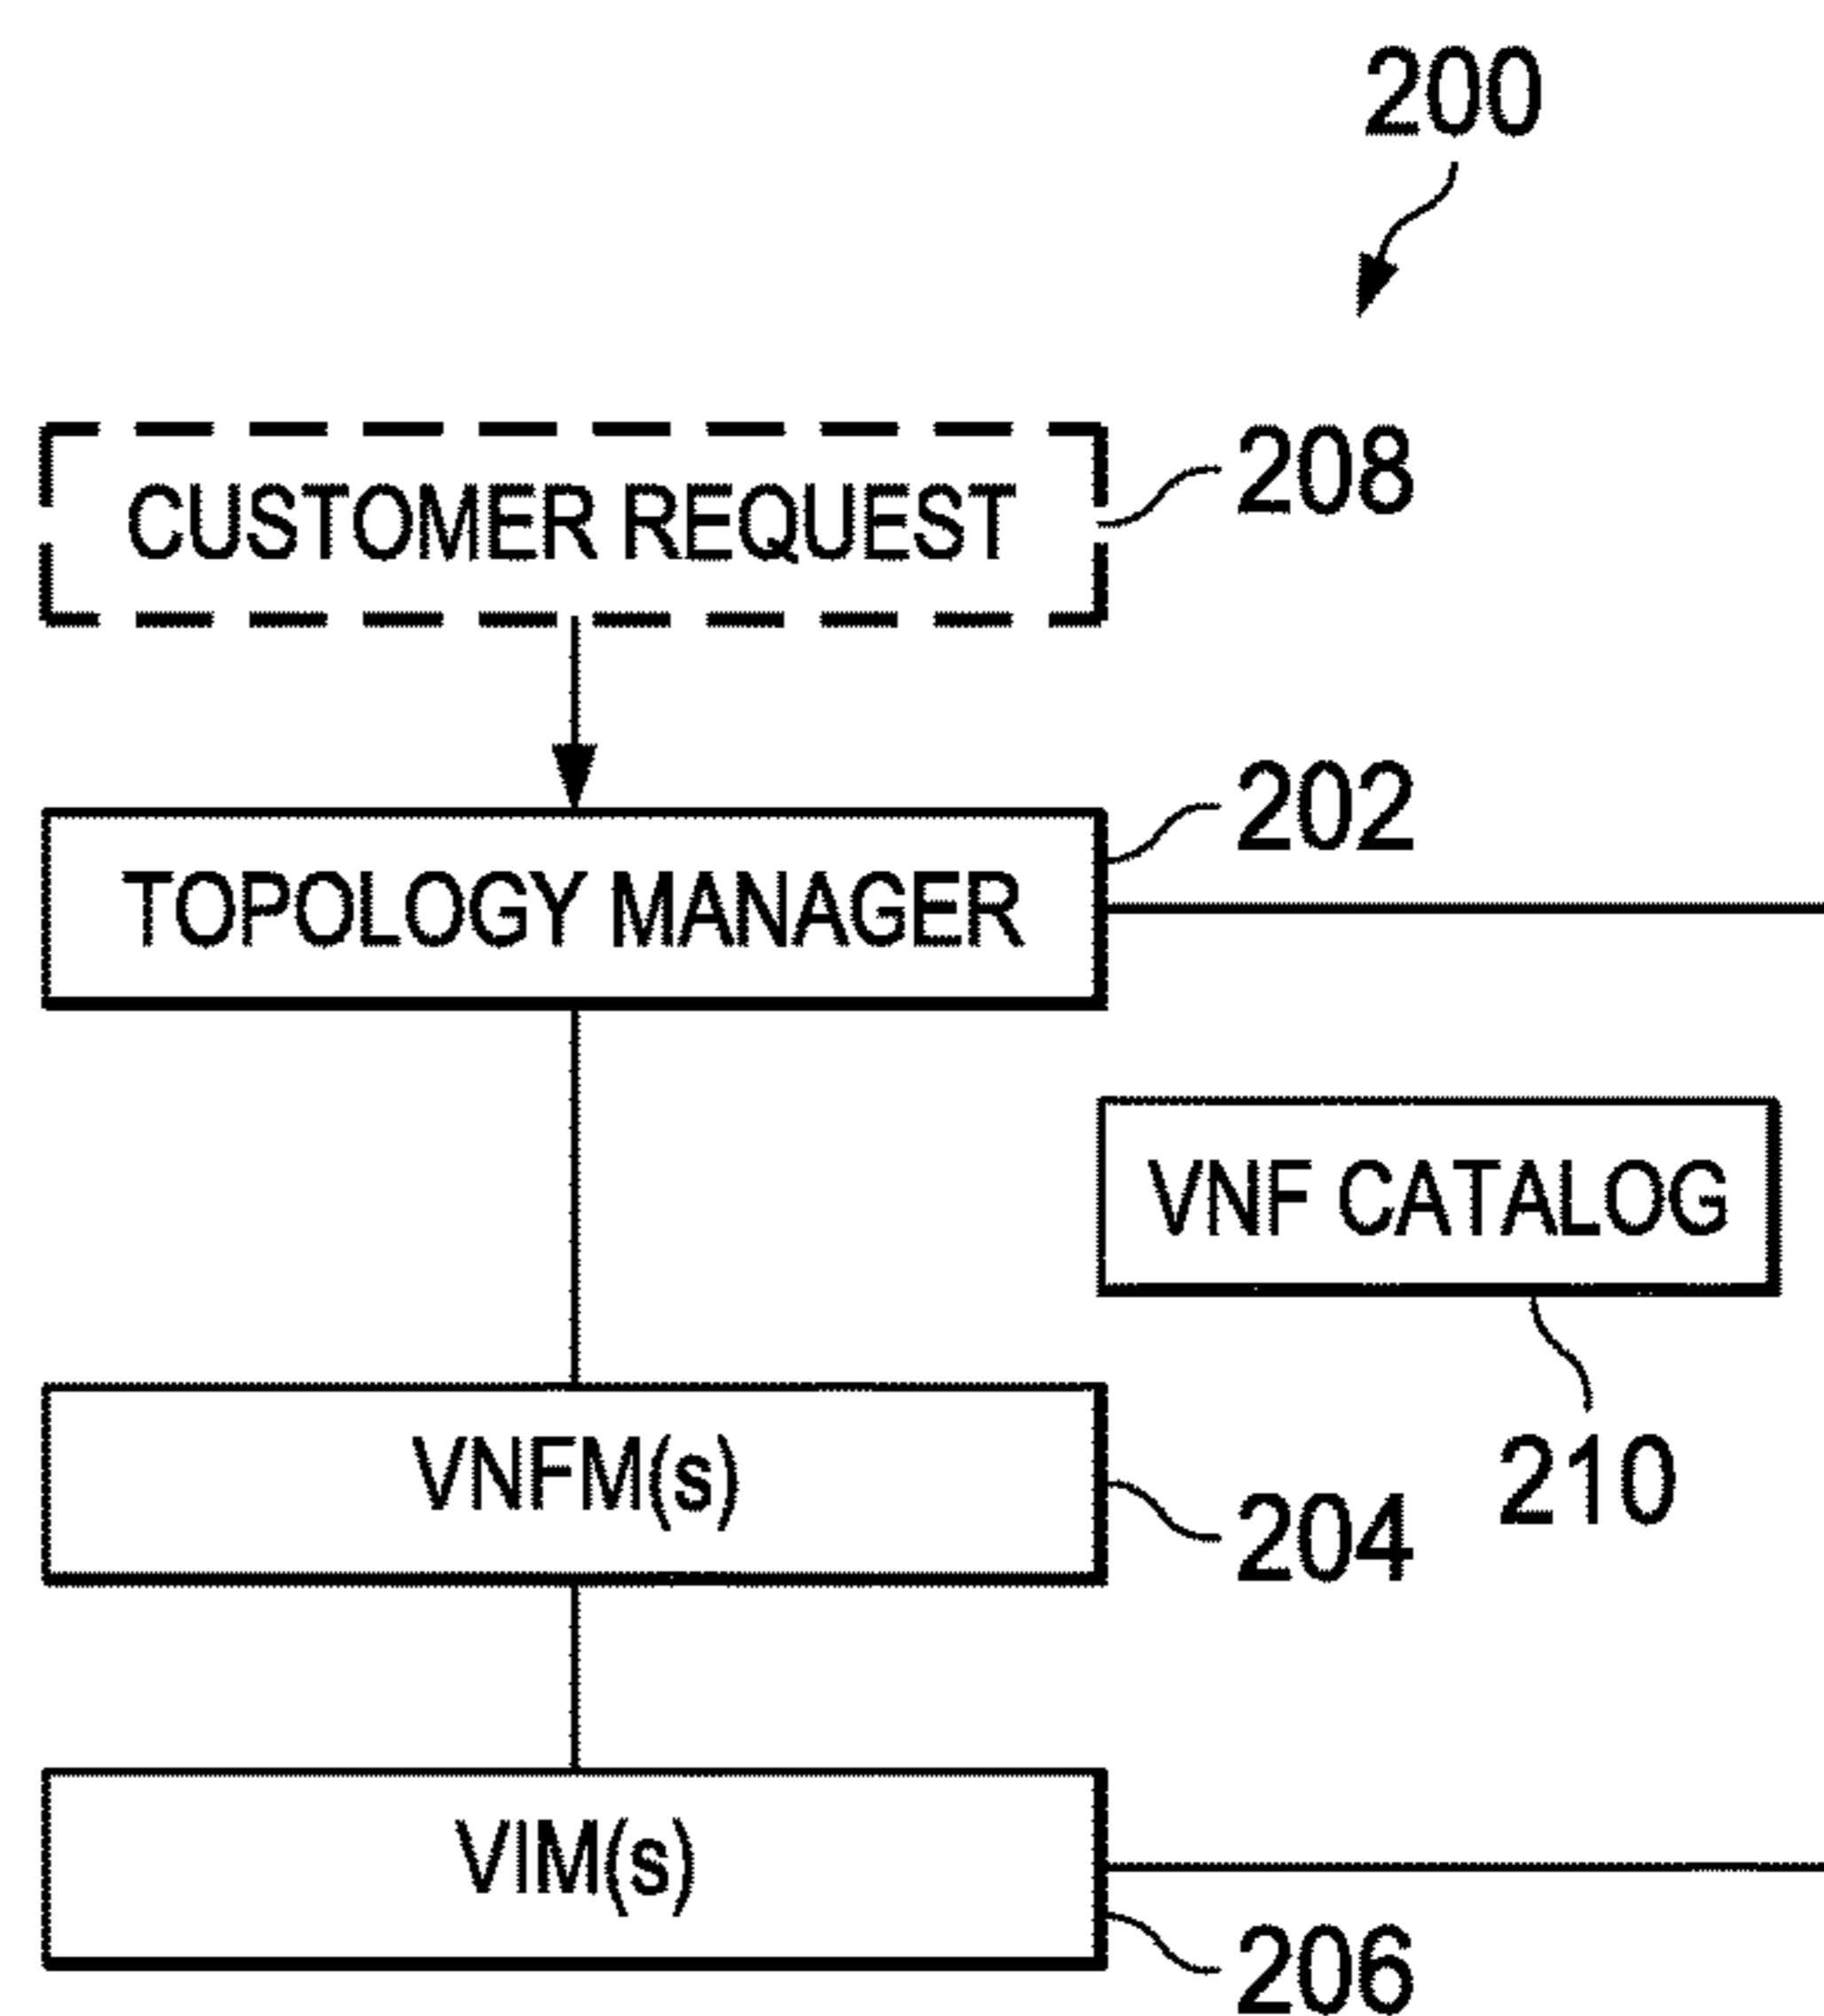 200
CUSTOMER REQUEST
208
TOPOLOGY MANAGER
202
VNF CATALOG
210
VNFM(s)
204
VIM(s)
206